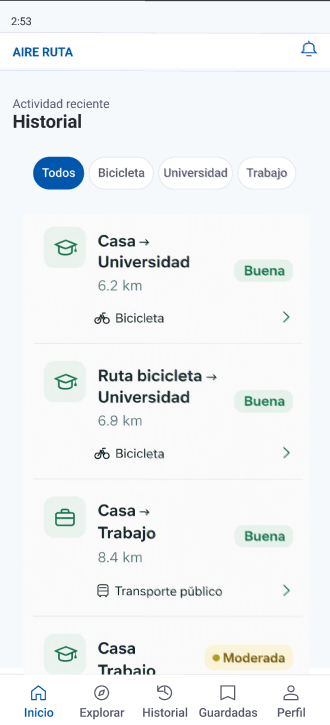 2:53
AIRE RUTA
Actividad reciente
Historial
Todos
Bicicleta
Universidad
Trabajo
Casa →
Universidad
6.2 km
Buena
Bicicleta
Ruta bicicleta →
Universidad
6.8 km
Buena
Bicicleta
Casa →
Trabajo
8.4 km
Buena
Transporte público
Casa
Trabajo
Moderada
Inicio
Explorar
Historial
Guardadas
Perfil